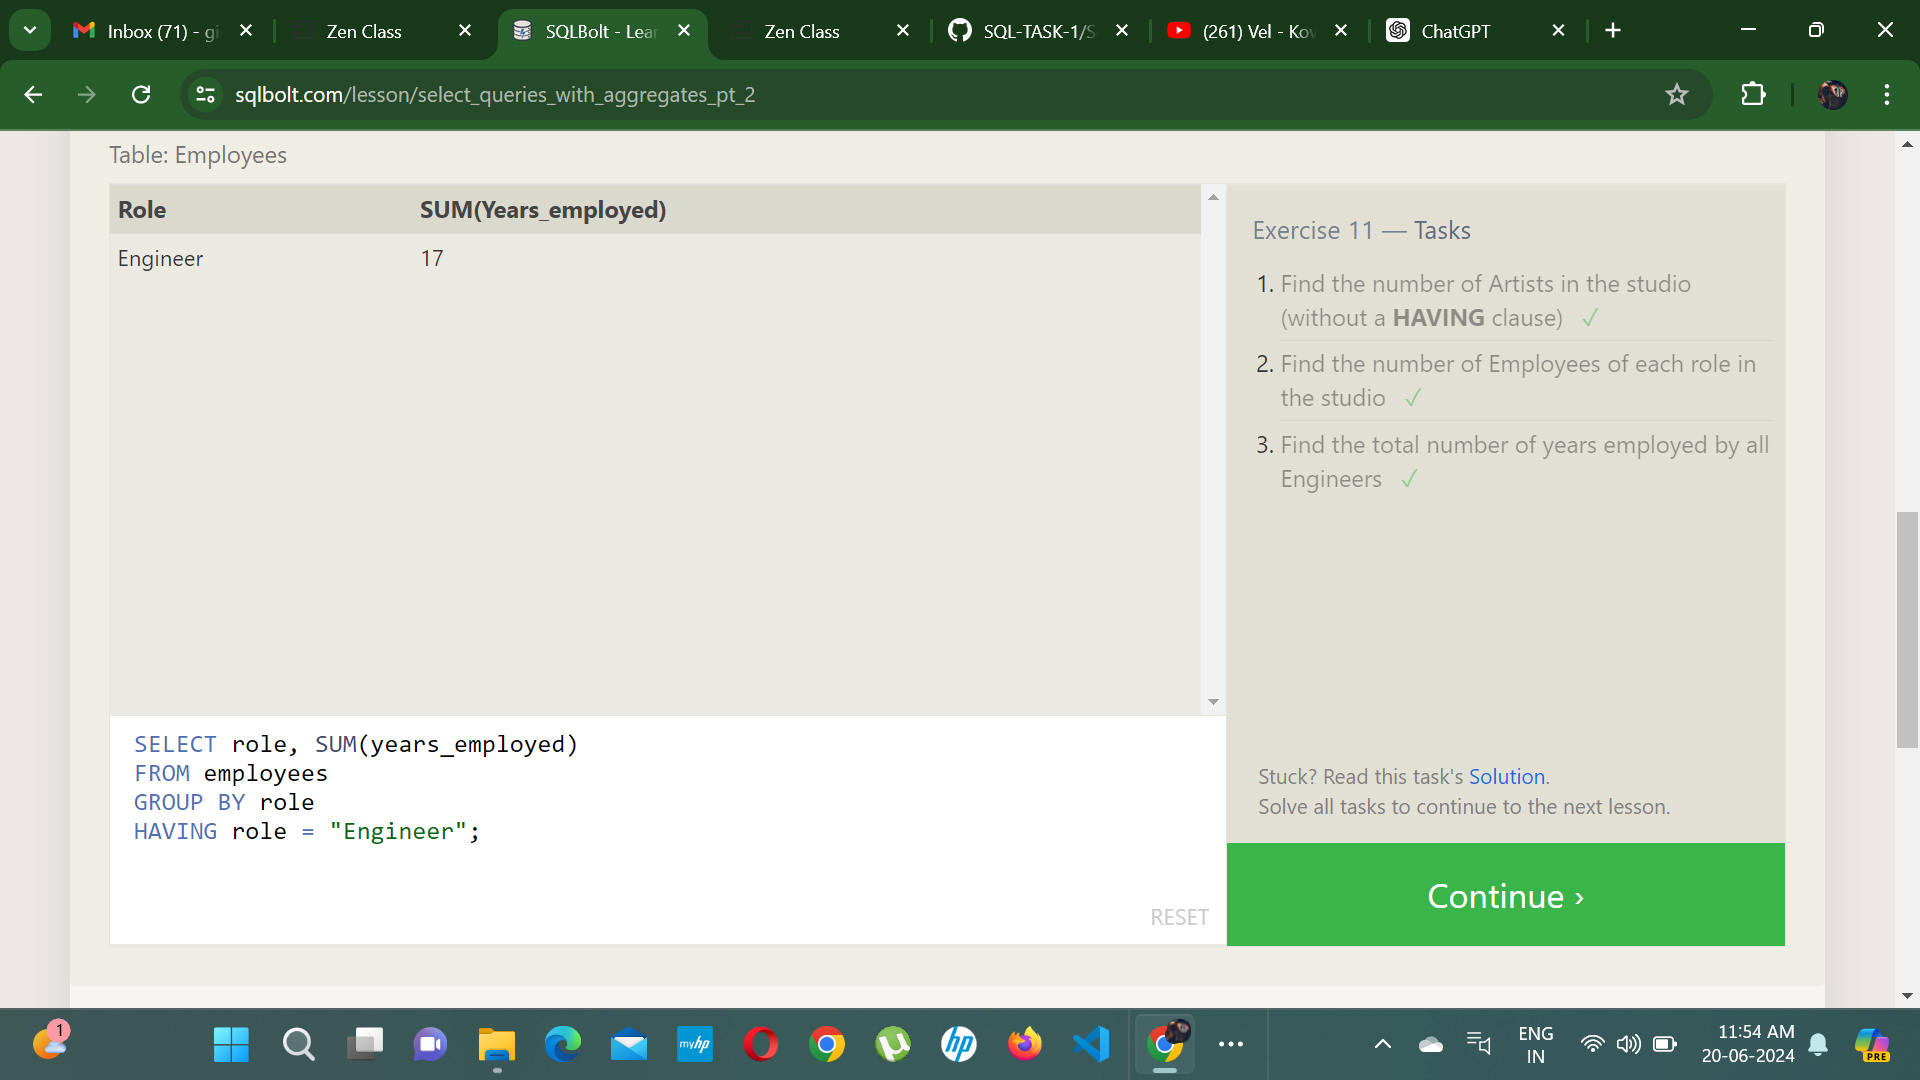 Inbox (71) - gi
Zen Class
SQLBolt - Lear
Zen Class
SQL-TASK-1/S
(261) Vel - Kov
ChatGPT
sqlbolt.com/lesson/select_queries_with_aggregates_pt_2
Table: Employees
Role SUM(Years_employed)
Engineer 17
Exercise 11 — Tasks
1. Find the number of Artists in the studio
(without a HAVING clause) ✓
2. Find the number of Employees of each role in
the studio ✓
3. Find the total number of years employed by all
Engineers ✓
SELECT role, SUM(years_employed)
FROM employees
GROUP BY role
HAVING role = "Engineer";
RESET
Stuck? Read this task's Solution.
Solve all tasks to continue to the next lesson.
Continue ›
1
myhp
hp
ENG
IN
11:54 AM
20-06-2024
PRE